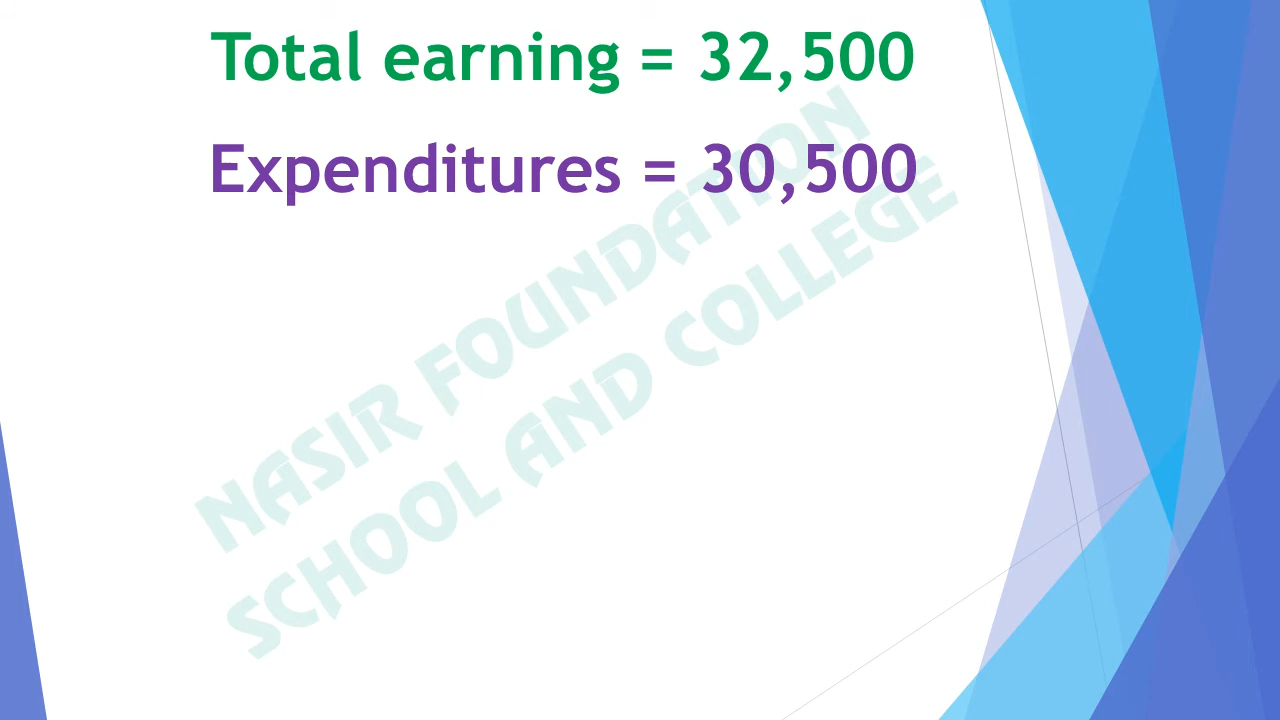 Total earning = 32,500
Expenditures = 30,500
NASIR FOUNDATION
SCHOOL AND COLLEGE